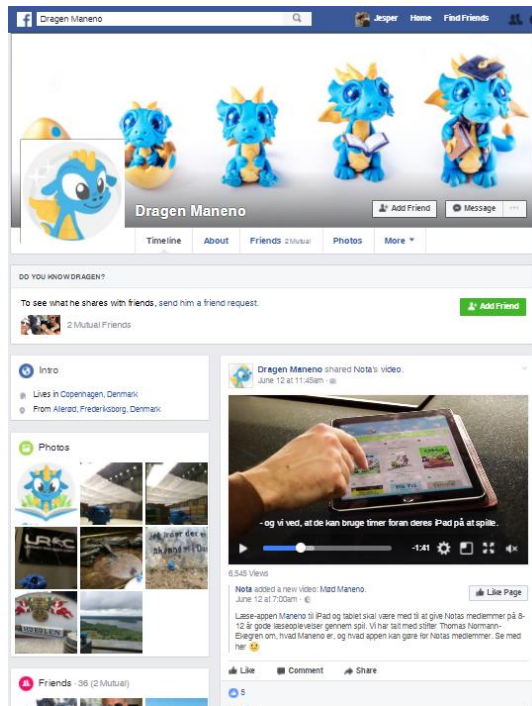 Dragen Maneno
Jesper Home Find Friends
Dragen Maneno
Add Friend Message
Timeline About Friends 2 Mutual Photos More
DO YOU KNOW DRAGEN?
To see what he shares with friends, send him a friend request.
Add Friend
2 Mutual Friends
Intro
Lives in Copenhagen, Denmark
From Allerød, Frederiksborg, Denmark
Photos
Friends · 36 (2 Mutual)
Dragen Maneno shared Nota's video.
June 12 at 11:45am ·
- og vi ved, at de kan bruge timer foran deres iPad på at spille.
-1:41
6,545 Views
Nota added a new video: Mød Maneno.
June 12 at 7:00am ·
Like Page
Læse-appen Maneno til iPad og tablet skal være med til at give Notas medlemmer på 8-
12 år gode læseoplevelser gennem spil. Vi har talt med stifter Thomas Normann-
Ekegren om, hvad Maneno er, og hvad appen kan gøre for Notas medlemmer. Se med
her
Like Comment Share
5